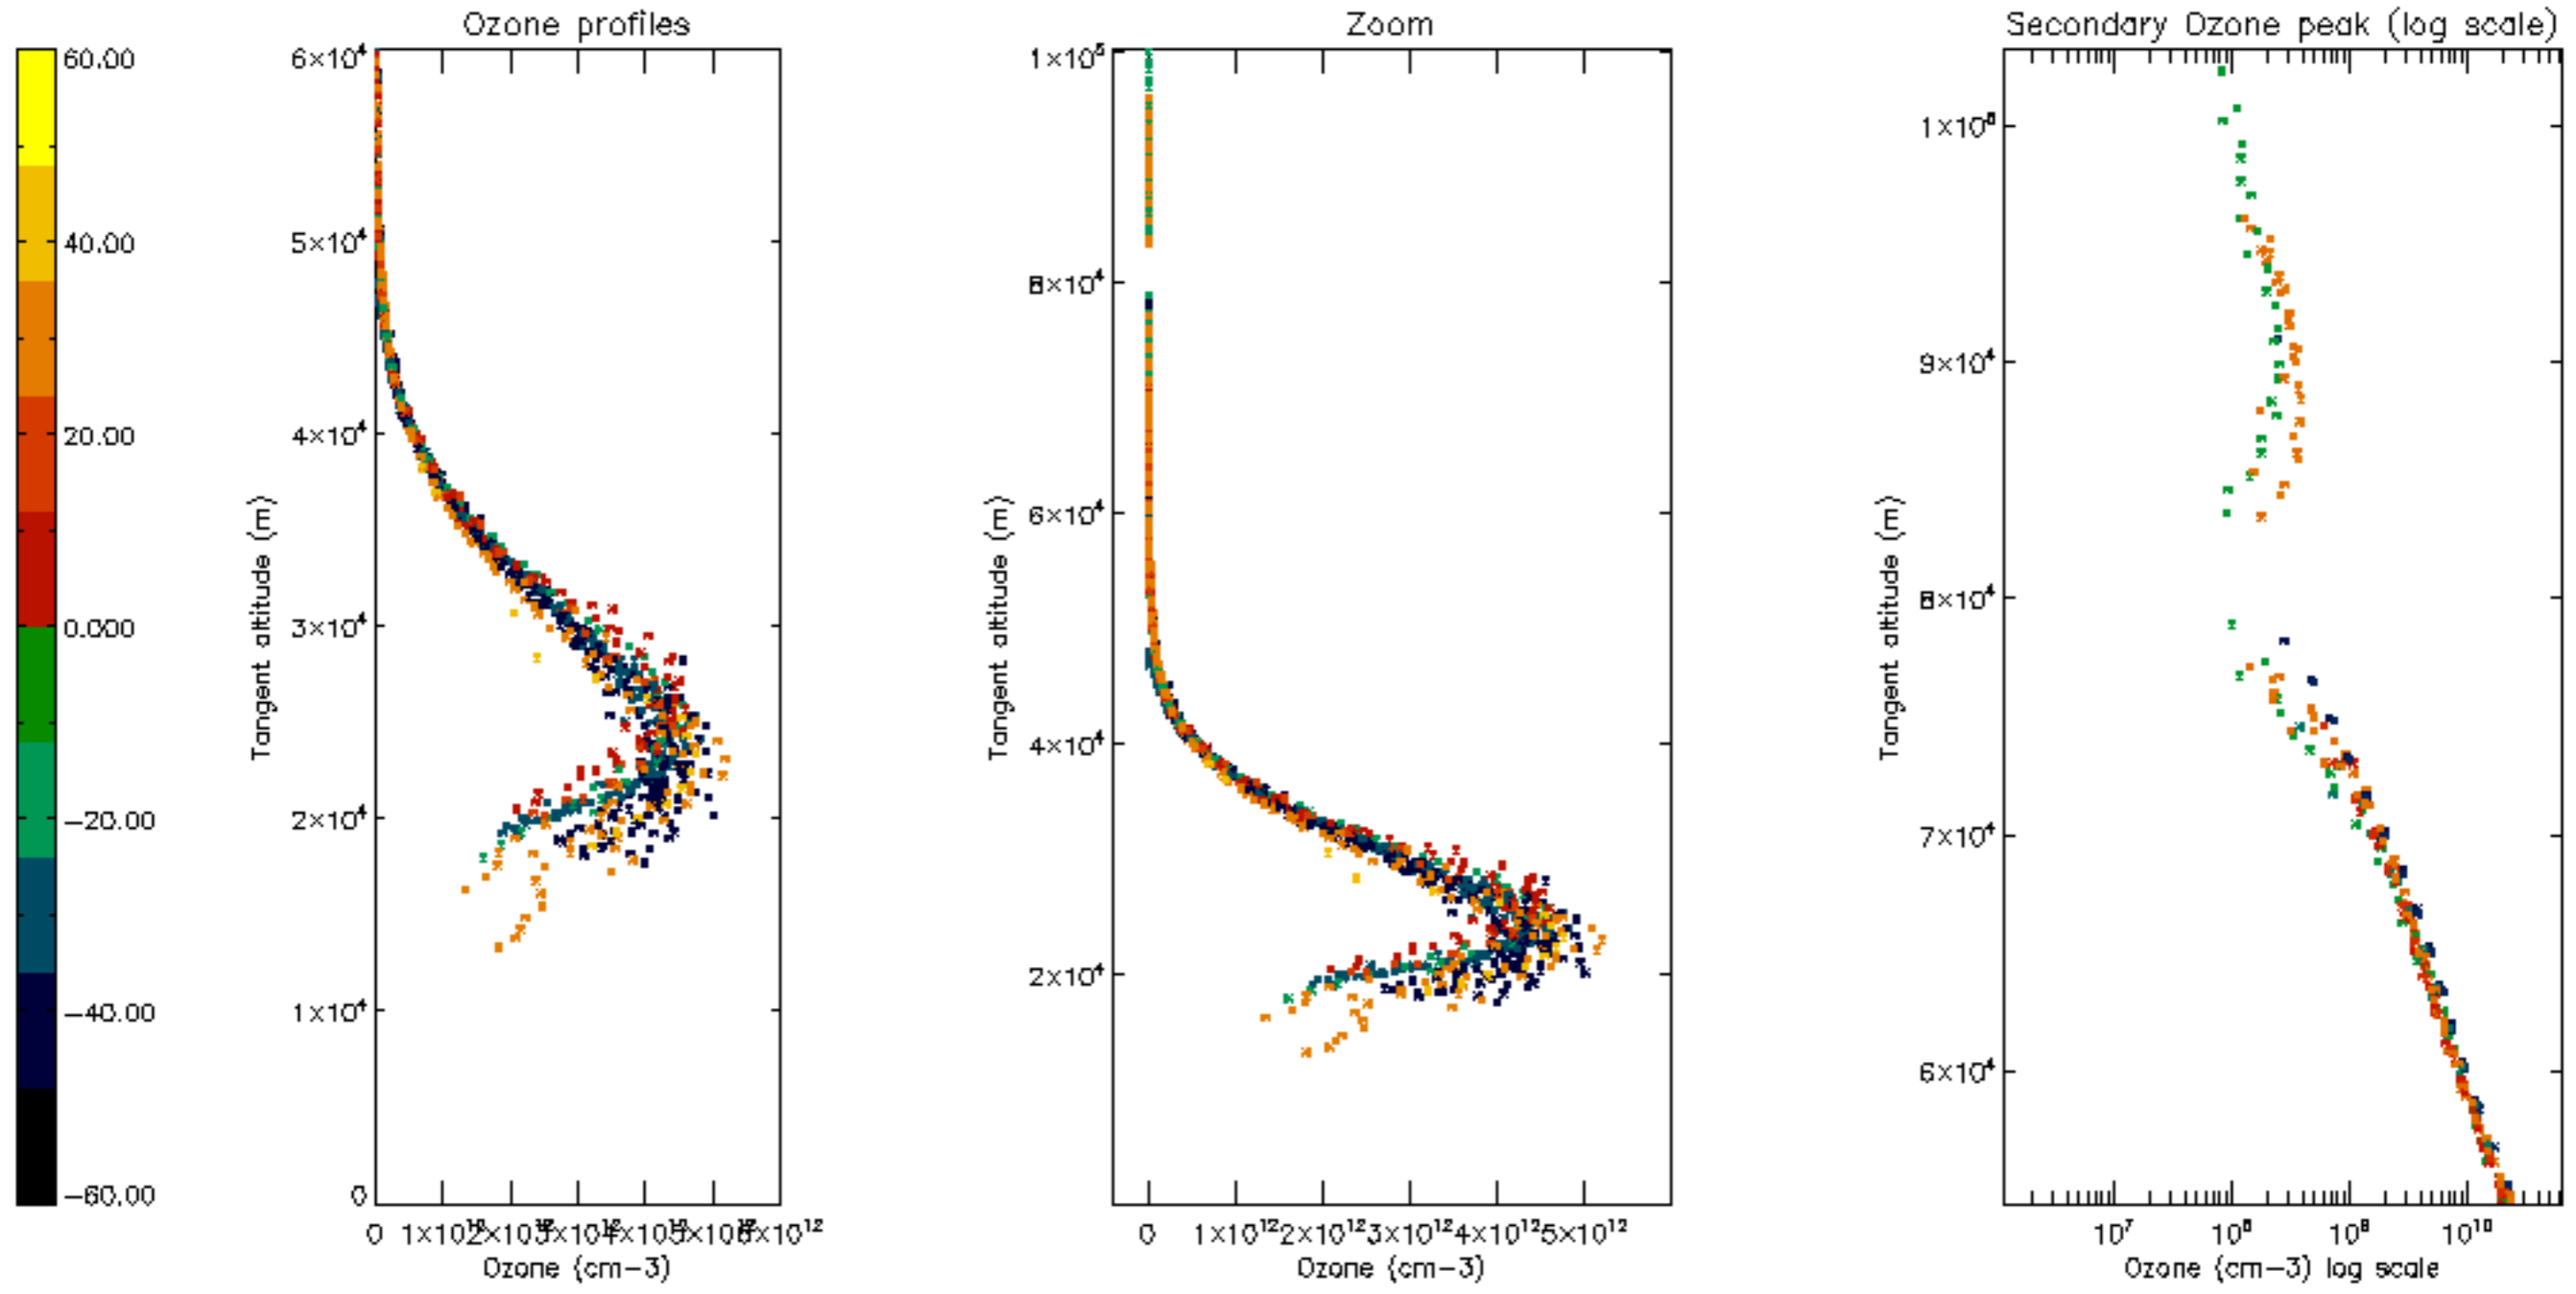 Ozone profiles
Zoom
Secondary Ozone peak (log scale)
60.00
40.00
20.00
0.000
−20.00
−40.00
−60.00
Tangent altitude (m)
6×10⁴
5×10⁴
4×10⁴
3×10⁴
2×10⁴
1×10⁴
0
0
6×10¹²
Ozone (cm−3)
Tangent altitude (m)
1×10⁵
8×10⁴
6×10⁴
4×10⁴
2×10⁴
0 1×10¹² 2×10¹² 3×10¹² 4×10¹² 5×10¹²
Ozone (cm−3)
Tangent altitude (m)
1×10⁵
9×10⁴
8×10⁴
7×10⁴
6×10⁴
10⁷ 10⁸ 10⁹ 10¹⁰
Ozone (cm−3) log scale